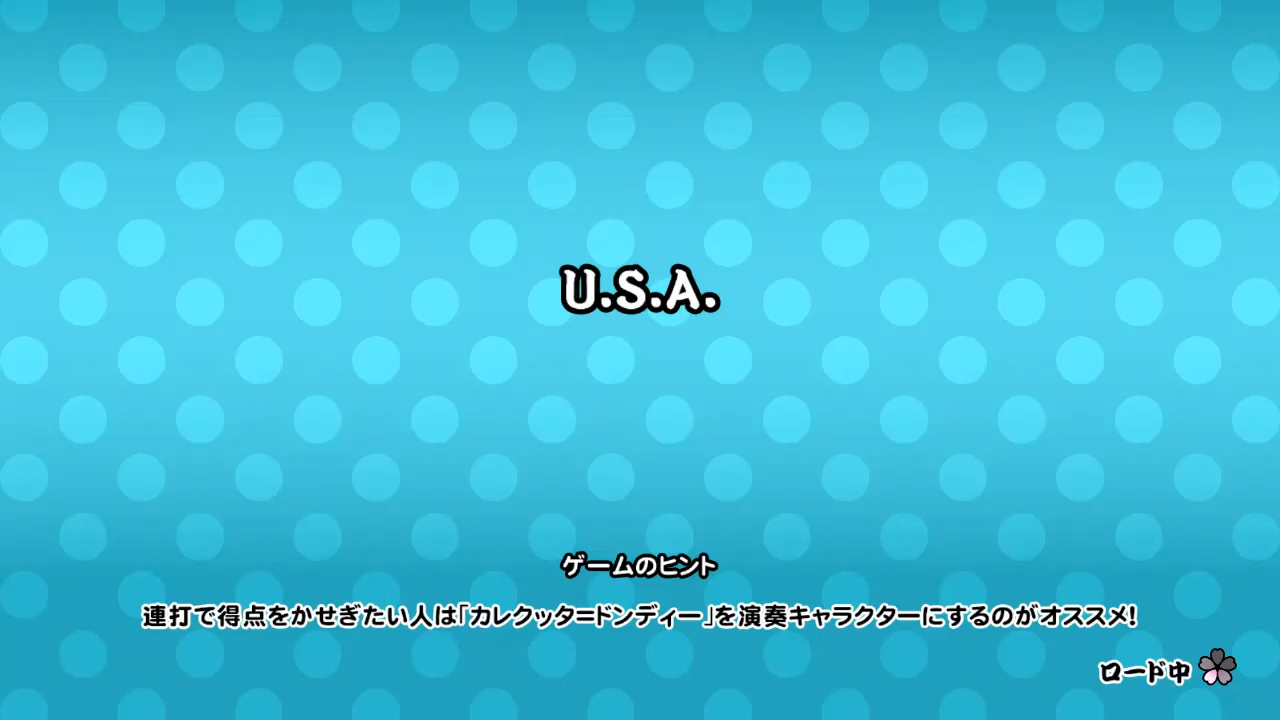 U.S.A.
ゲームのヒント
連打で得点をかせぎたい人は「カレクッタ=ドンディー」を演奏キャラクターにするのがオススメ!
ロード中